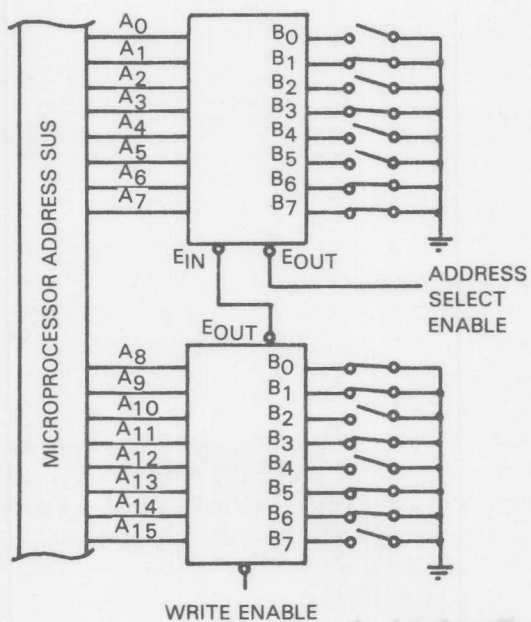 MICROPROCESSOR ADDRESS SUS
A0
A1
A2
A3
A4
A5
A6
A7
B0
B1
B2
B3
B4
B5
B6
B7
EIN
EOUT
ADDRESS
SELECT
ENABLE
EOUT
A8
A9
A10
A11
A12
A13
A14
A15
B0
B1
B2
B3
B4
B5
B6
B7
WRITE ENABLE